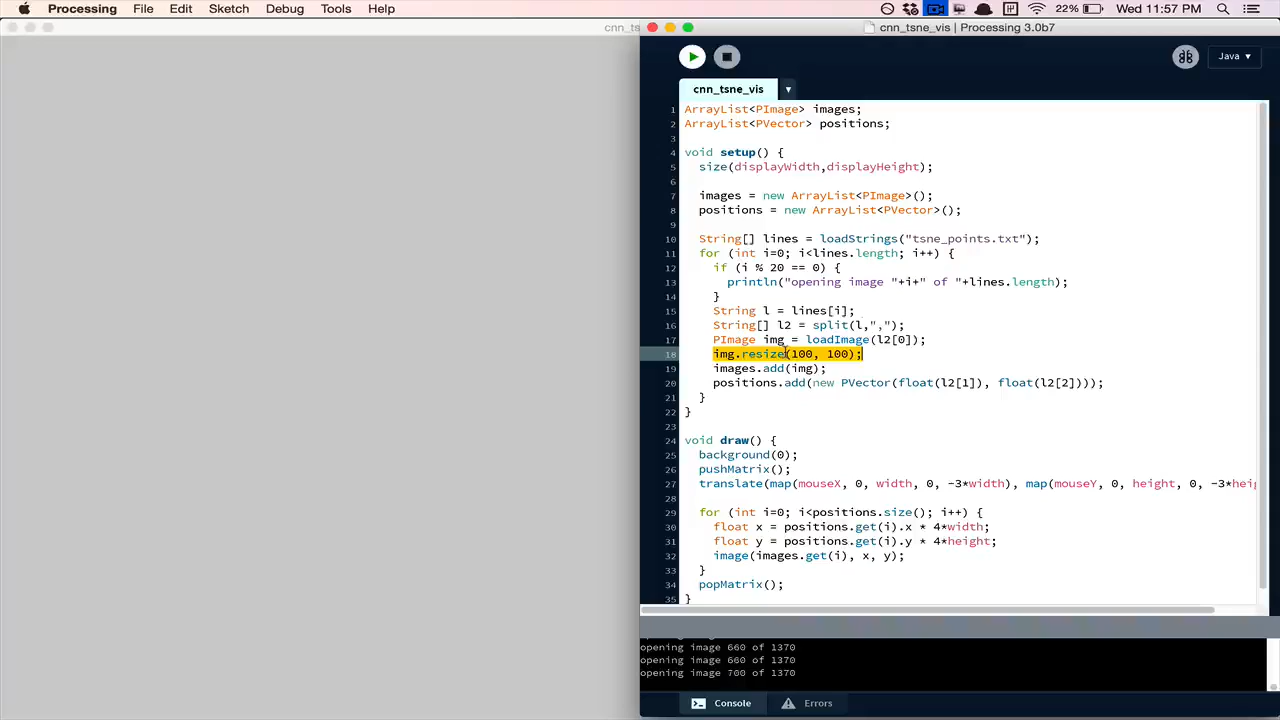 Processing File Edit Sketch Debug Tools Help 22% Wed 11:57 PM
cnn_ts
cnn_tsne_vis | Processing 3.0b7
Java ▾
cnn_tsne_vis ▾
1 ArrayList<PImage> images;
2 ArrayList<PVector> positions;
3
4 void setup() {
5 size(displayWidth,displayHeight);
6
7 images = new ArrayList<PImage>();
8 positions = new ArrayList<PVector>();
9
10 String[] lines = loadStrings("tsne_points.txt");
11 for (int i=0; i<lines.length; i++) {
12 if (i % 20 == 0) {
13 println("opening image "+i+" of "+lines.length);
14 }
15 String l = lines[i];
16 String[] l2 = split(l,",");
17 PImage img = loadImage(l2[0]);
18 img.resize(100, 100);
19 images.add(img);
20 positions.add(new PVector(float(l2[1]), float(l2[2])));
21 }
22 }
23
24 void draw() {
25 background(0);
26 pushMatrix();
27 translate(map(mouseX, 0, width, 0, -3*width), map(mouseY, 0, height, 0, -3*heig
28
29 for (int i=0; i<positions.size(); i++) {
30 float x = positions.get(i).x * 4*width;
31 float y = positions.get(i).y * 4*height;
32 image(images.get(i), x, y);
33 }
34 popMatrix();
35 }
opening image 660 of 1370
opening image 660 of 1370
opening image 700 of 1370
Console Errors